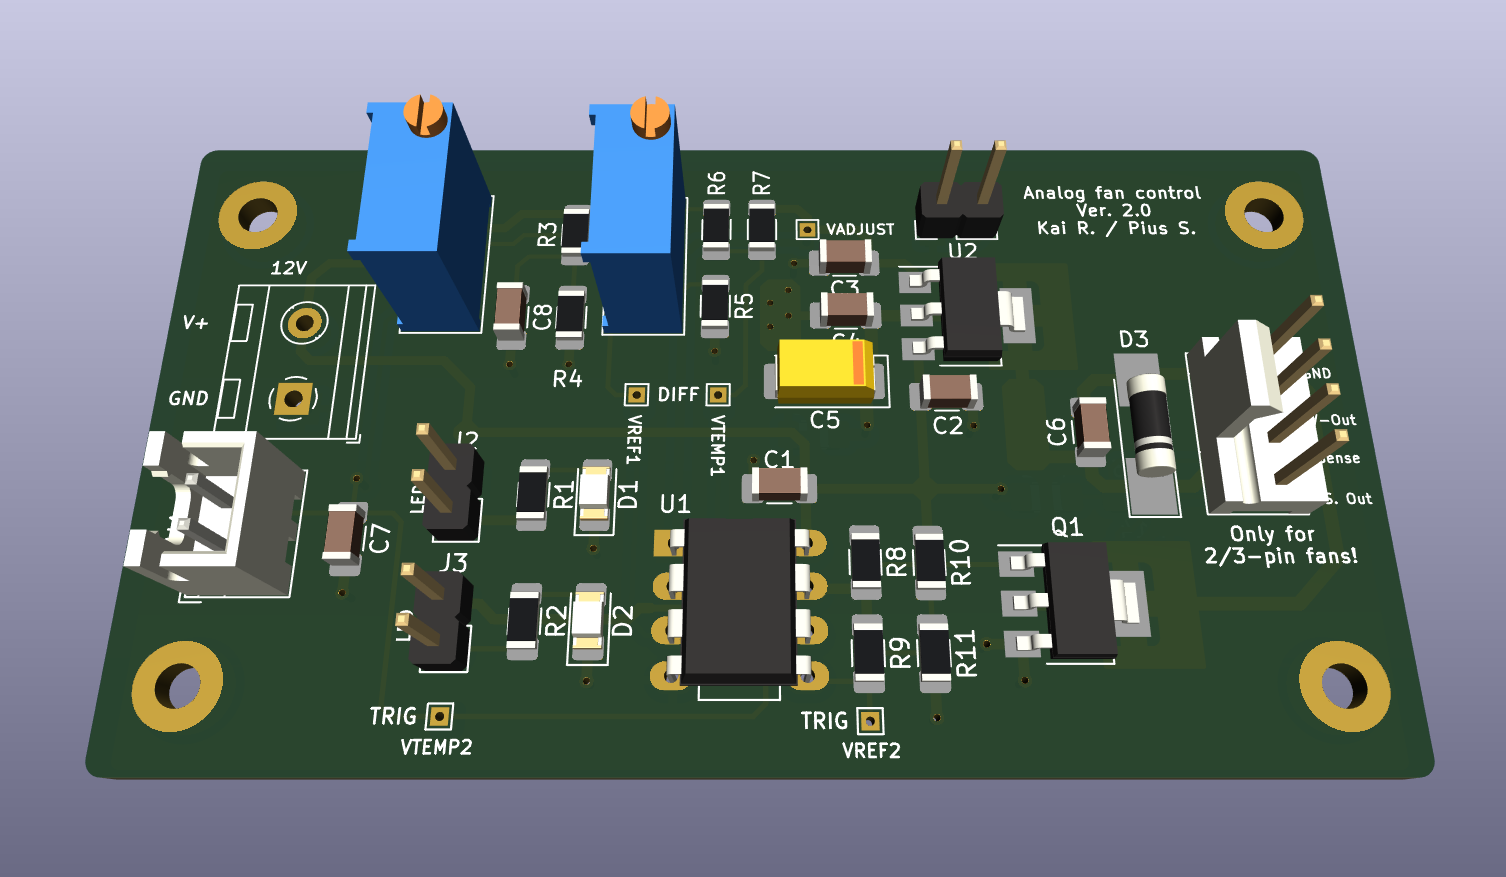 Analog fan control
Ver. 2.0
Kai R. / Pius S.
R6
R7
R3
VADJUST
U2
12V
C3
V+
C8
R5
D3
R4
GND
GND
DIFF
C5
C2
C6
VREF1
VTEMP1
C1
R1
D1
U1
S. Out
C7
Q1
Only for
2/3-pin fans!
J3
R8
R10
R2
D2
R9
R11
TRIG
VTEMP2
TRIG
VREF2